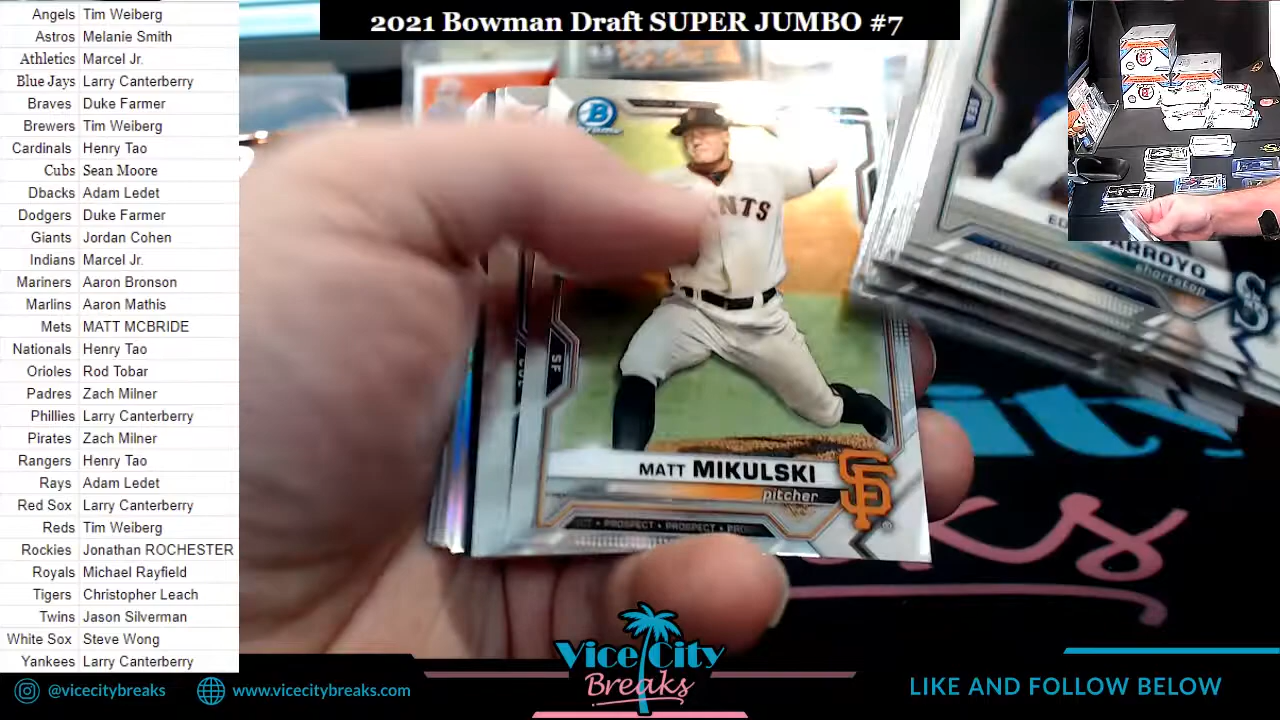 2021 Bowman Draft SUPER JUMBO #7
Angels Tim Weiberg
Astros Melanie Smith
Athletics Marcel Jr.
Blue Jays Larry Canterberry
Braves Duke Farmer
Brewers Tim Weiberg
Cardinals Henry Tao
Cubs Sean Moore
Dbacks Adam Ledet
Dodgers Duke Farmer
Giants Jordan Cohen
Indians Marcel Jr.
Mariners Aaron Bronson
Marlins Aaron Mathis
Mets MATT MCBRIDE
Nationals Henry Tao
Orioles Rod Tobar
Padres Zach Milner
Phillies Larry Canterberry
Pirates Zach Milner
Rangers Henry Tao
Rays Adam Ledet
Red Sox Larry Canterberry
Reds Tim Weiberg
Rockies Jonathan ROCHESTER
Royals Michael Rayfield
Tigers Christopher Leach
Twins Jason Silverman
White Sox Steve Wong
Yankees Larry Canterberry
ARROYO
shortstop
SF
MATT MIKULSKI
pitcher
SF
PROSPECT • PROSPECT
Vice City
Breaks
@vicecitybreaks
www.vicecitybreaks.com
LIKE AND FOLLOW BELOW